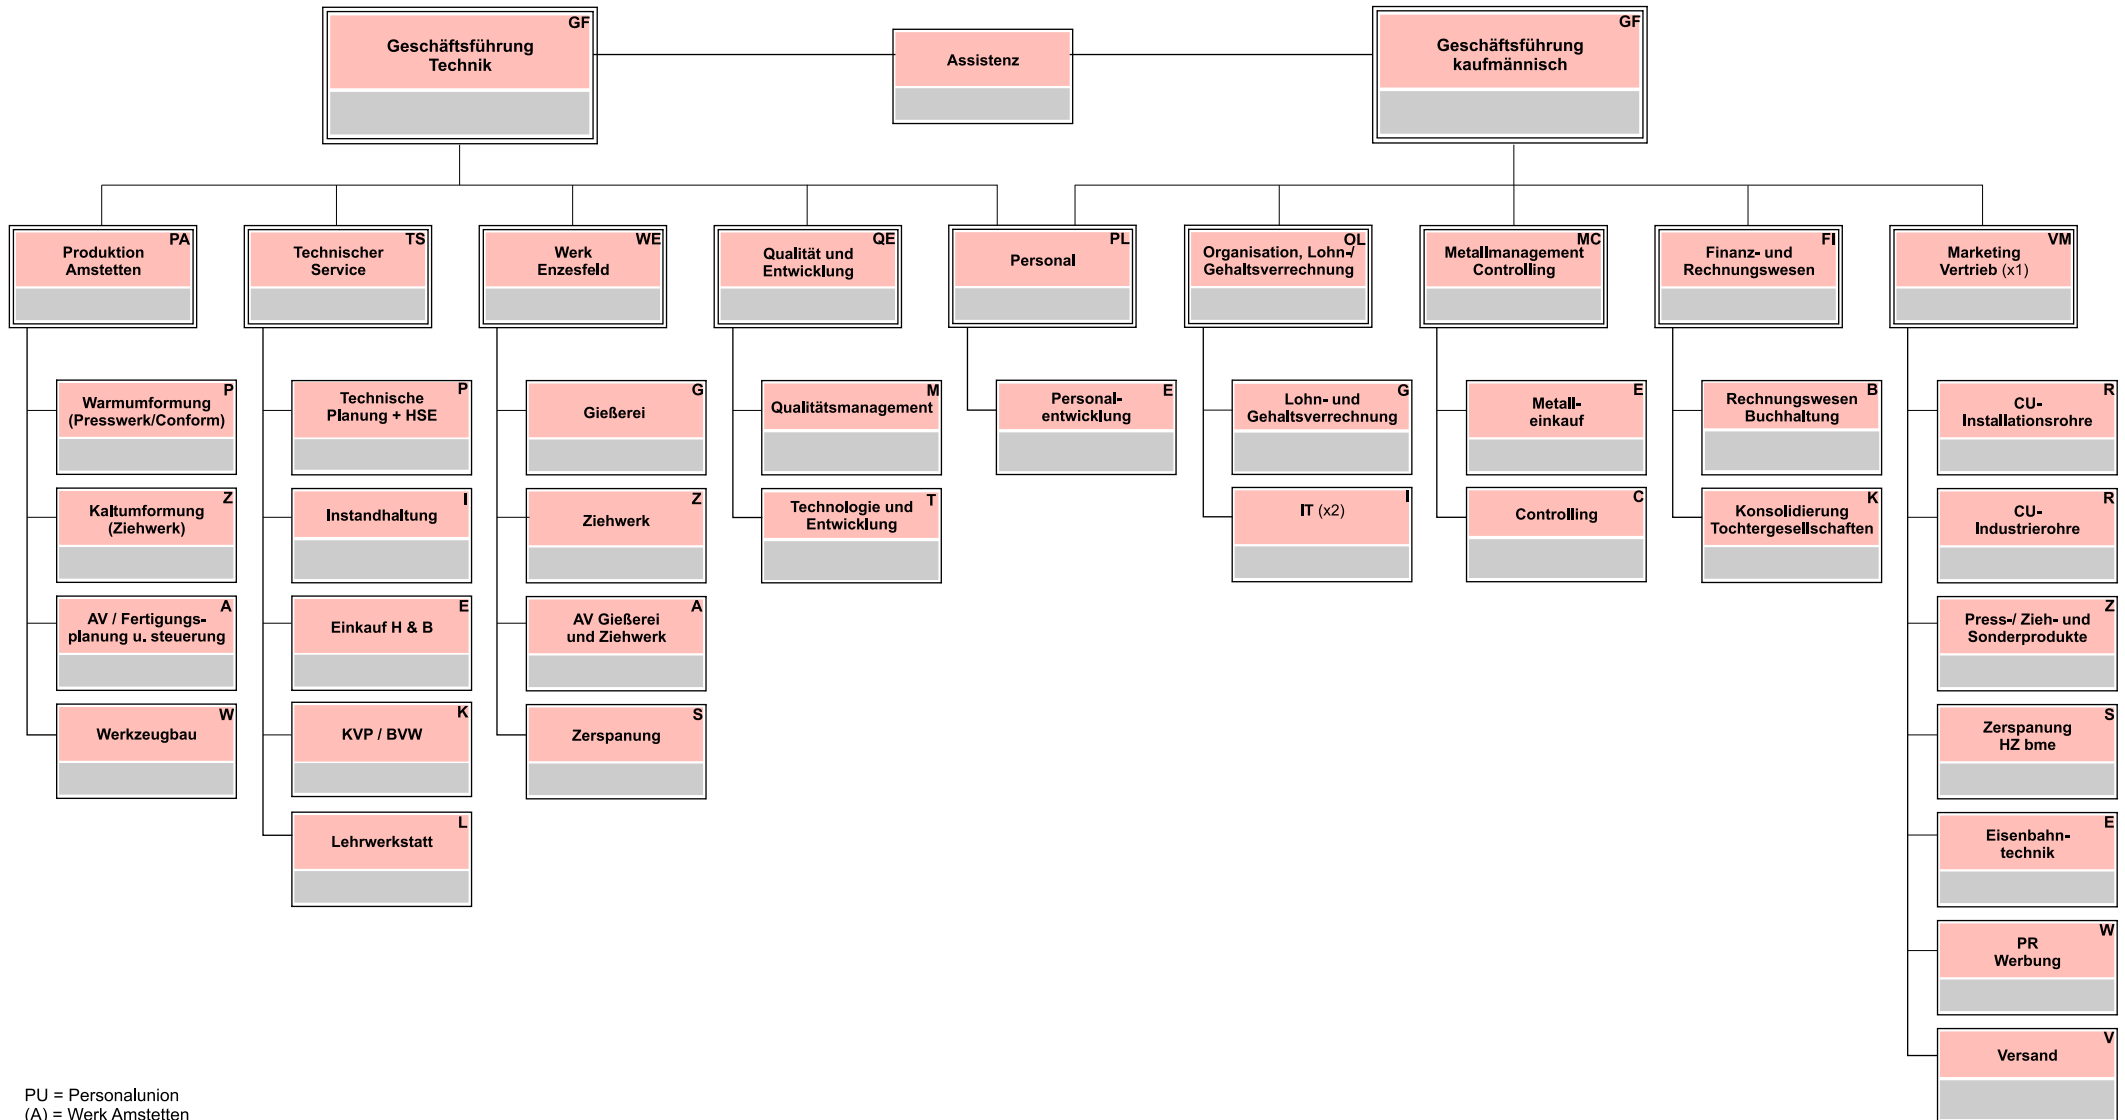 GF
Geschäftsführung
Technik
Assistenz
GF
Geschäftsführung
kaufmännisch
PA
Produktion
Amstetten
TS
Technischer
Service
WE
Werk
Enzesfeld
QE
Qualität und
Entwicklung
PL
Personal
OL
Organisation, Lohn-/
Gehaltsverrechnung
MC
Metallmanagement
Controlling
FI
Finanz- und
Rechnungswesen
VM
Marketing
Vertrieb (x1)
P
Warmumformung
(Presswerk/Conform)
Z
Kaltumformung
(Ziehwerk)
A
AV / Fertigungs-
planung u. steuerung
W
Werkzeugbau
P
Technische
Planung + HSE
I
Instandhaltung
E
Einkauf H & B
K
KVP / BVW
L
Lehrwerkstatt
G
Gießerei
Z
Ziehwerk
A
AV Gießerei
und Ziehwerk
S
Zerspanung
M
Qualitätsmanagement
T
Technologie und
Entwicklung
E
Personal-
entwicklung
G
Lohn- und
Gehaltsverrechnung
I
IT (x2)
E
Metall-
einkauf
C
Controlling
B
Rechnungswesen
Buchhaltung
K
Konsolidierung
Tochtergesellschaften
R
CU-
Installationsrohre
R
CU-
Industrierohre
Z
Press-/ Zieh- und
Sonderprodukte
S
Zerspanung
HZ bme
E
Eisenbahn-
technik
W
PR
Werbung
V
Versand
PU = Personalunion
(A) = Werk Amstetten